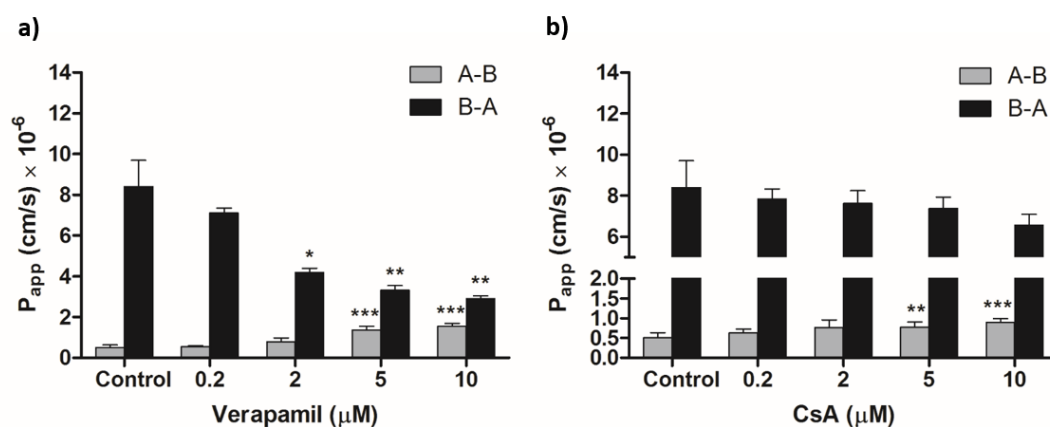 a)
A-B
B-A
Papp (cm/s) × 10⁻⁶
14
12
10
8
6
4
2
0
*
**
**
***
***
Control 0.2 2 5 10
Verapamil (μM)
b)
A-B
B-A
Papp (cm/s) × 10⁻⁶
14
12
10
8
6
2.0
1.5
1.0
0.5
0.0
**
***
Control 0.2 2 5 10
CsA (μM)